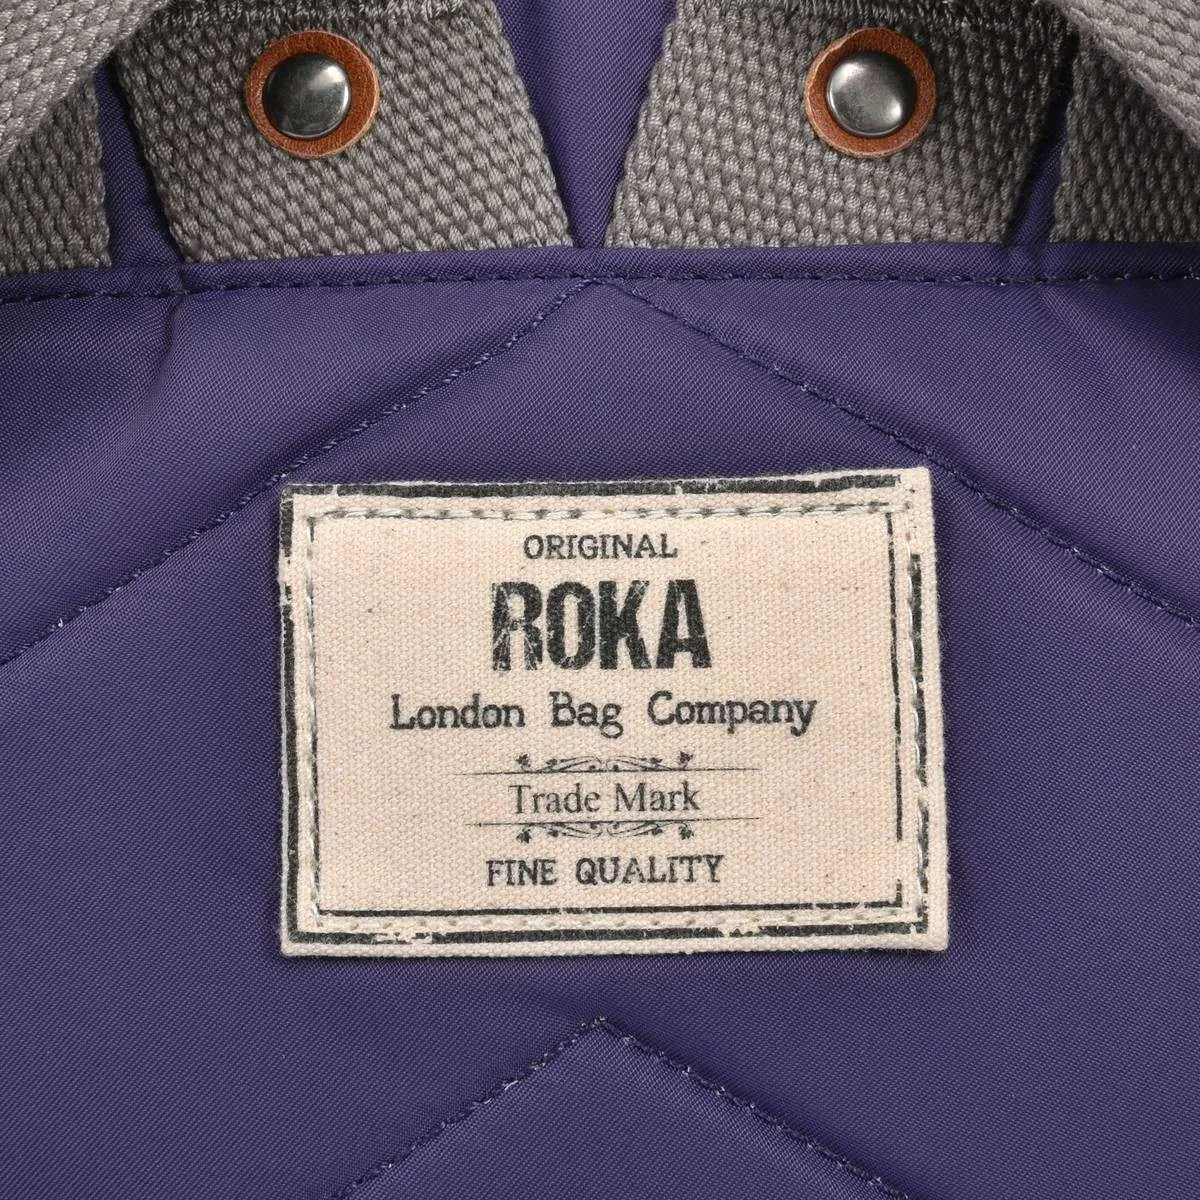 ORIGINAL
ROKA
London Bag Company
Trade Mark
FINE QUALITY